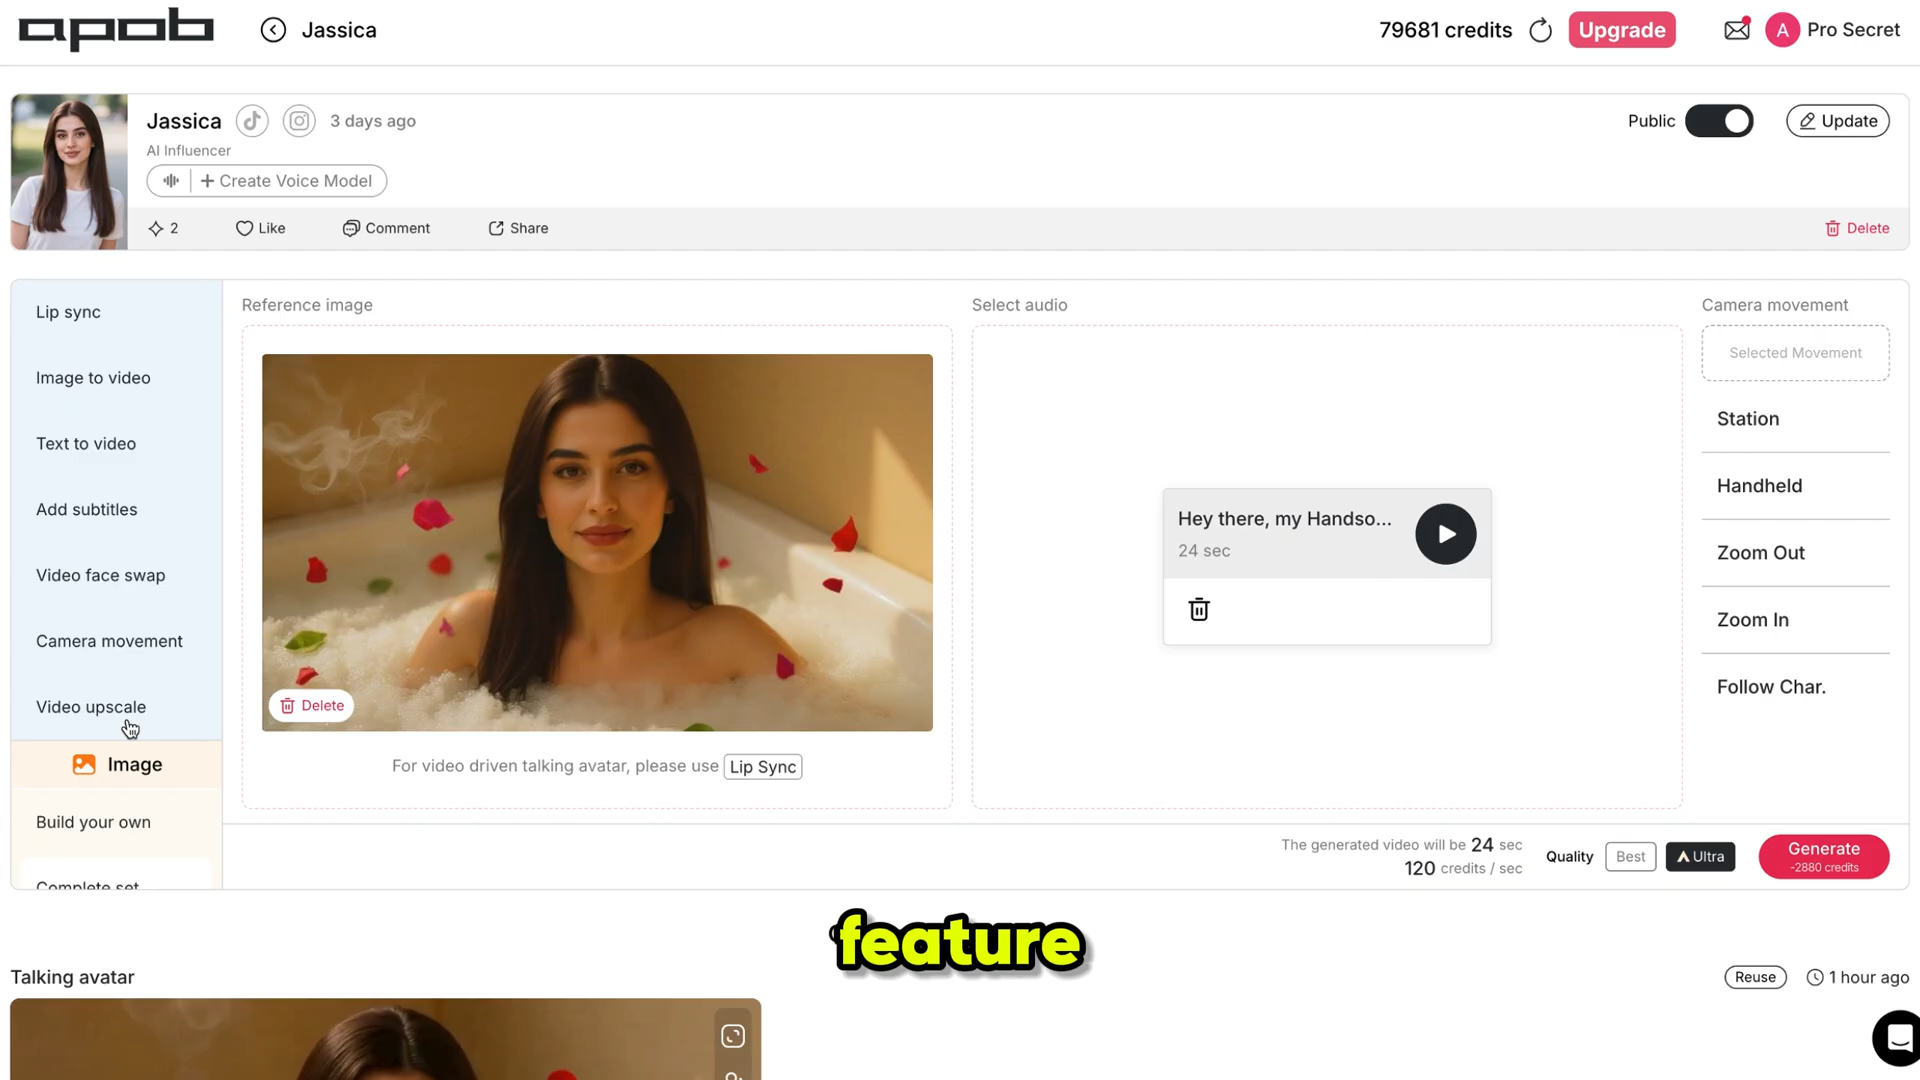 apob
Jassica
79681 credits
Upgrade
A
Pro Secret
Jassica
3 days ago
AI Influencer
+ Create Voice Model
Public
Update
2
Like
Comment
Share
Delete
Lip sync
Image to video
Text to video
Add subtitles
Video face swap
Camera movement
Video upscale
Image
Build your own
Complete set
Reference image
Delete
For video driven talking avatar, please use Lip Sync
Select audio
Hey there, my Handso...
24 sec
Camera movement
Selected Movement
Station
Handheld
Zoom Out
Zoom In
Follow Char.
The generated video will be 24 sec
120 credits / sec
Quality
Best
Ultra
Generate
-2880 credits
feature
Talking avatar
Reuse
1 hour ago